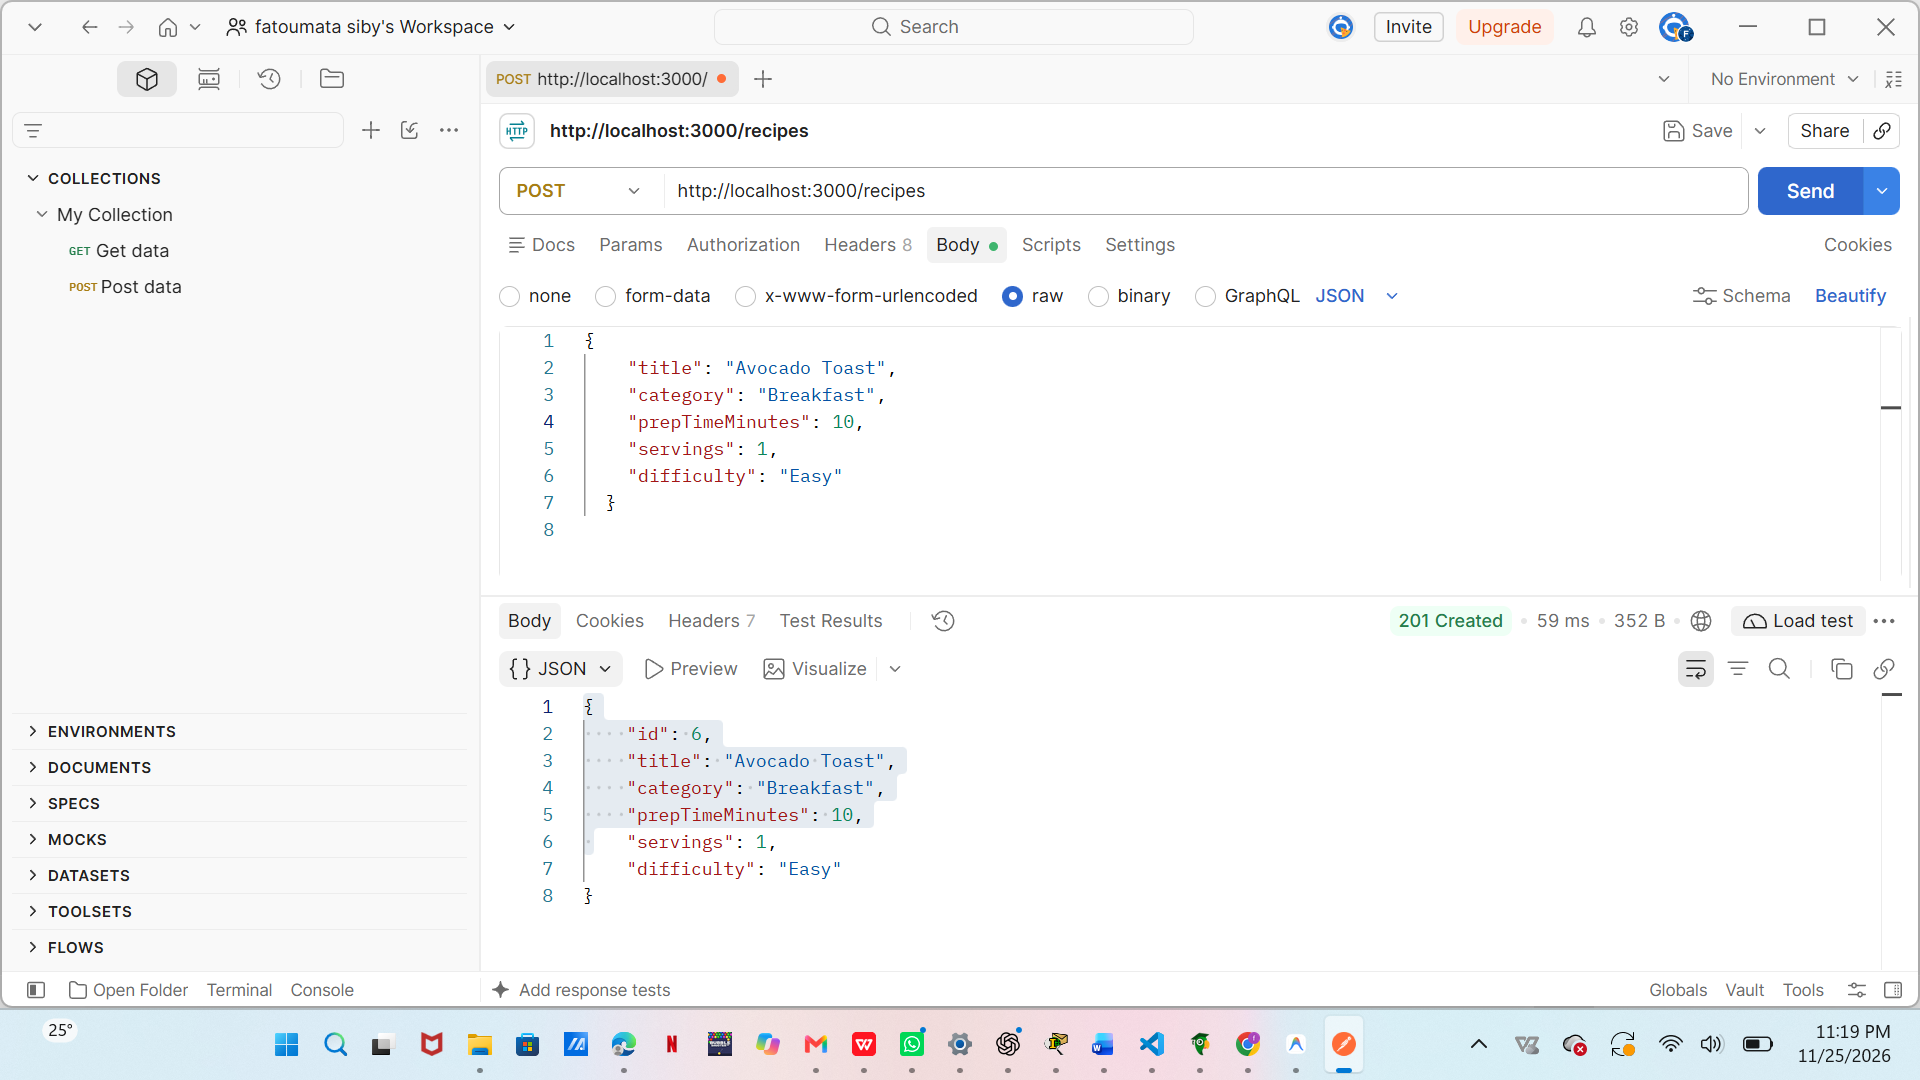 fatoumata siby's Workspace
Search
Invite
Upgrade
F
POST http://localhost:3000/
No Environment
HTTP
http://localhost:3000/recipes
Save
Share
COLLECTIONS
My Collection
GET Get data
POST Post data
POST
http://localhost:3000/recipes
Send
Docs
Params
Authorization
Headers 8
Body
Scripts
Settings
Cookies
none
form-data
x-www-form-urlencoded
raw
binary
GraphQL
JSON
Schema
Beautify
1 {
2 "title": "Avocado Toast",
3 "category": "Breakfast",
4 "prepTimeMinutes": 10,
5 "servings": 1,
6 "difficulty": "Easy"
7 }
8
Body
Cookies
Headers 7
Test Results
201 Created
59 ms
352 B
Load test
{} JSON
Preview
Visualize
1 {
2 "id": 6,
3 "title": "Avocado Toast",
4 "category": "Breakfast",
5 "prepTimeMinutes": 10,
6 "servings": 1,
7 "difficulty": "Easy"
8 }
ENVIRONMENTS
DOCUMENTS
SPECS
MOCKS
DATASETS
TOOLSETS
FLOWS
Open Folder
Terminal
Console
Add response tests
Globals
Vault
Tools
25°
11:19 PM
11/25/2026